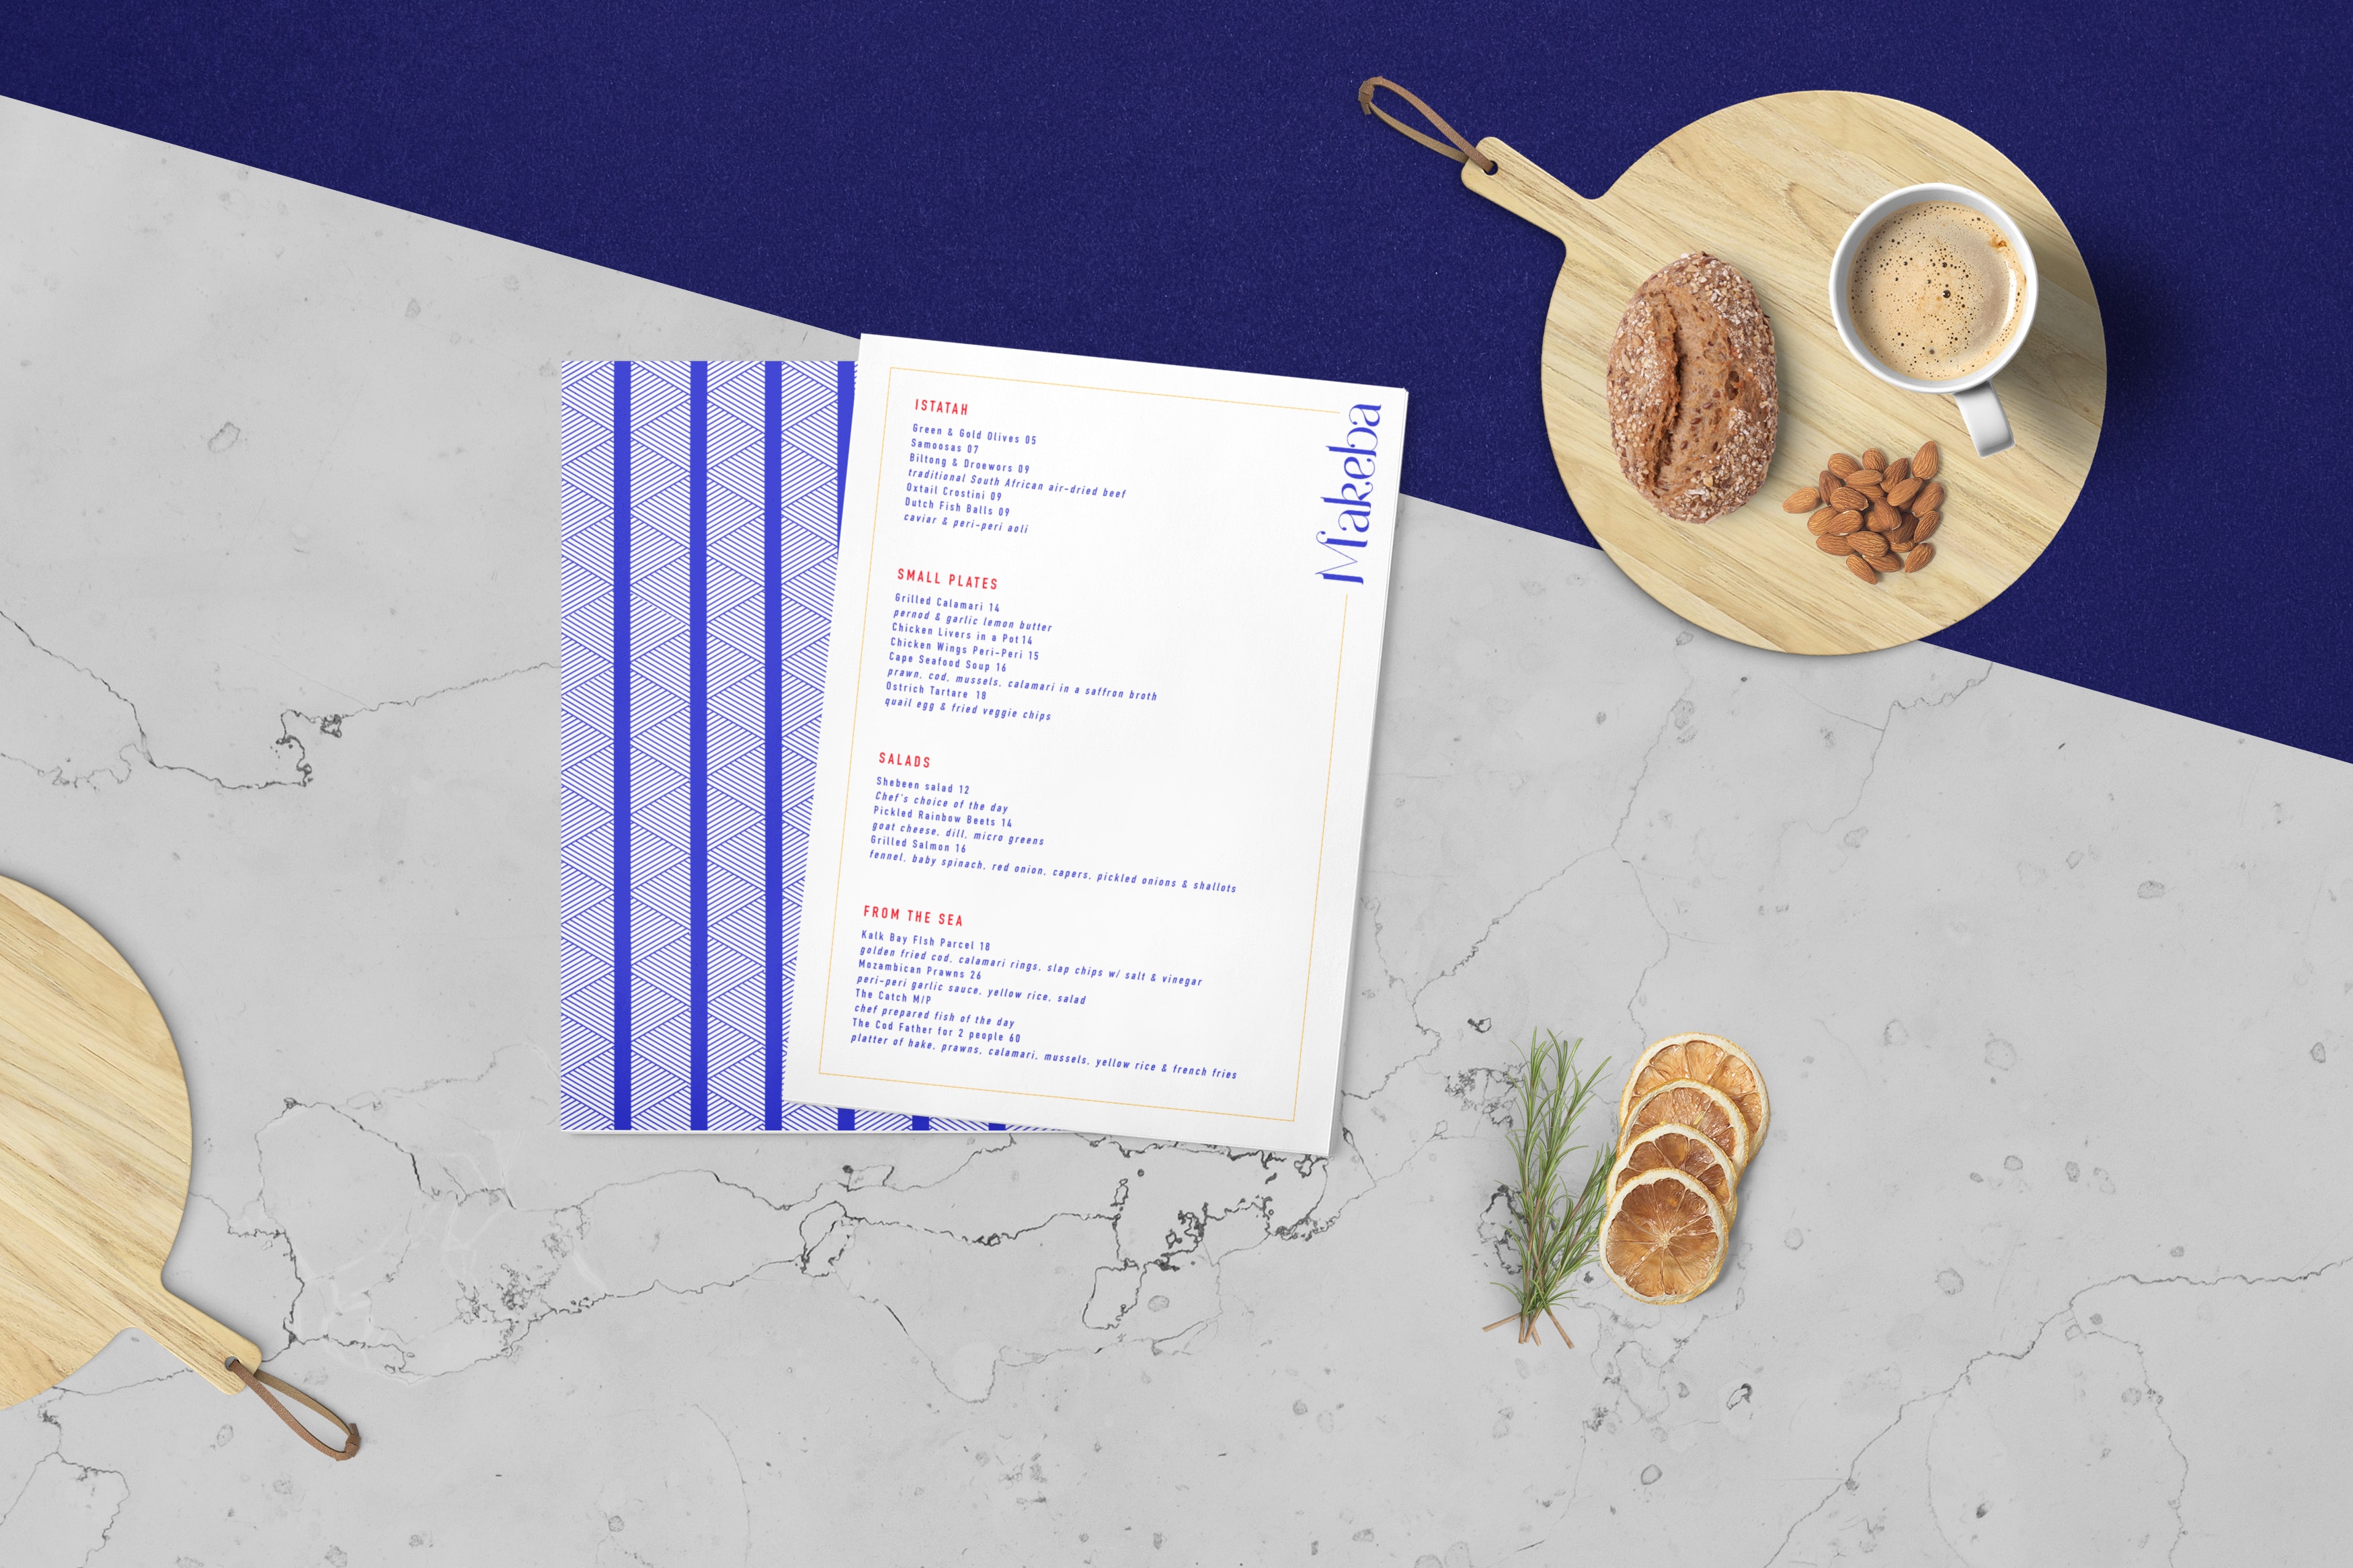 Makeba
ISTATAH
Green & Gold Olives 05
Samoosas 07
Biltong & Droewors 09
traditional South African air-dried beef
Oxtail Crostini 09
Dutch Fish Balls 09
caviar & peri-peri aoli
SMALL PLATES
Grilled Calamari 14
pernod & garlic lemon butter
Chicken Livers in a Pot14
Chicken Wings Peri-Peri 15
Cape Seafood Soup 16
prawn, cod, mussels, calamari in a saffron broth
Ostrich Tartare 18
quail egg & fried veggie chips
SALADS
Shebeen salad 12
Chef's choice of the day
Pickled Rainbow Beets 14
goat cheese, dill, micro greens
Grilled Salmon 16
fennel, baby spinach, red onion, capers, pickled onions & shallots
FROM THE SEA
Kalk Bay FIsh Parcel 18
golden fried cod, calamari rings, slap chips w/ salt & vinegar
Mozambican Prawns 26
peri-peri garlic sauce, yellow rice, salad
The Catch M/P
chef prepared fish of the day
The Cod Father for 2 people 60
platter of hake, prawns, calamari, mussels, yellow rice & french fries